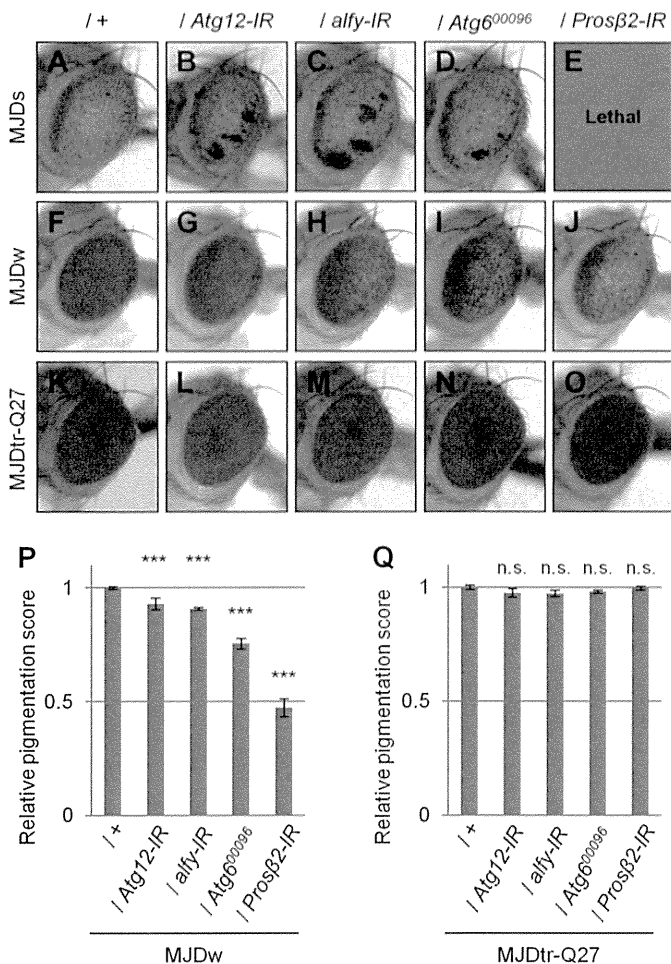 / + / Atg12-IR / alfy-IR / Atg6⁰⁰⁰⁹⁶ / Prosβ2-IR
MJDs
A B C D E
Lethal
MJDw
F G H I J
MJDtr-Q27
K L M N O
P
Relative pigmentation score
1
0.5
0
*** *** *** ***
/ + / Atg12-IR / alfy-IR / Atg6⁰⁰⁰⁹⁶ / Prosβ2-IR
MJDw
Q
Relative pigmentation score
1
0.5
0
n.s. n.s. n.s. n.s.
/ + / Atg12-IR / alfy-IR / Atg6⁰⁰⁰⁹⁶ / Prosβ2-IR
MJDtr-Q27